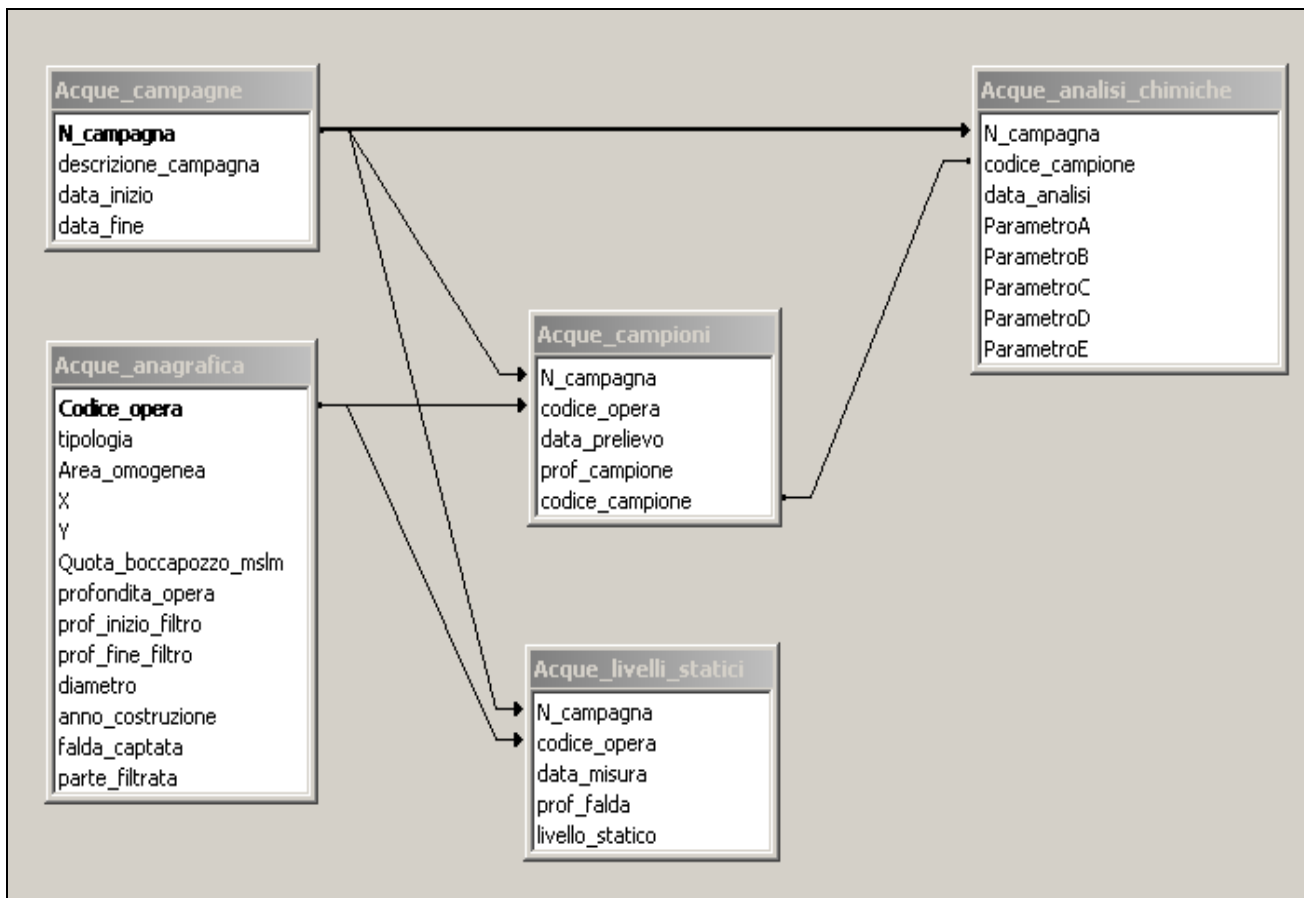 Acque_campagne
N_campagna
descrizione_campagna
data_inizio
data_fine
Acque_anagrafica
Codice_opera
tipologia
Area_omogenea
X
Y
Quota_boccapozzo_mslm
profondita_opera
prof_inizio_filtro
prof_fine_filtro
diametro
anno_costruzione
falda_captata
parte_filtrata
Acque_campioni
N_campagna
codice_opera
data_prelievo
prof_campione
codice_campione
Acque_livelli_statici
N_campagna
codice_opera
data_misura
prof_falda
livello_statico
Acque_analisi_chimiche
N_campagna
codice_campione
data_analisi
ParametroA
ParametroB
ParametroC
ParametroD
ParametroE